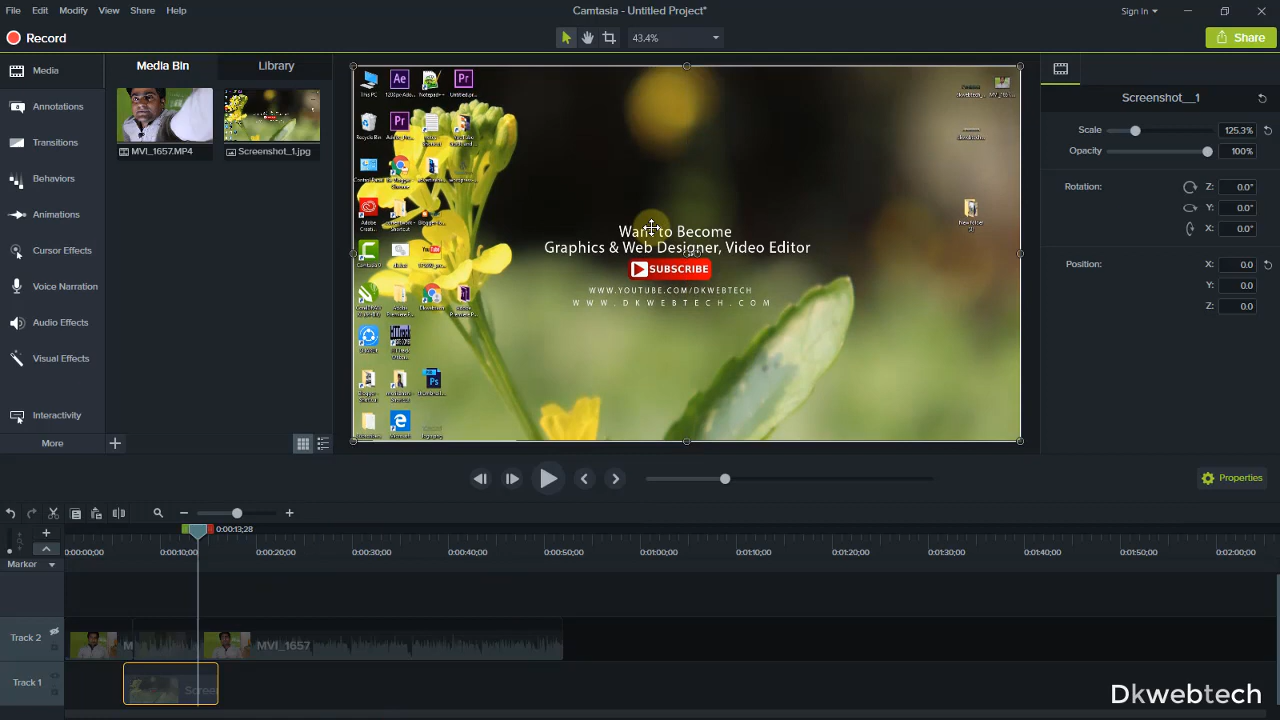 File Edit Modify View Share Help
Camtasia - Untitled Project*
Sign In
Record
43.4%
Share
Media
Media Bin
Library
Annotations
Transitions
Behaviors
Animations
Cursor Effects
Voice Narration
Audio Effects
Visual Effects
Interactivity
More
MVI_1657.MP4
Screenshot_1.jpg
This PC
Notepad++
Recycle Bin
Want to Become
Graphics & Web Designer, Video Editor
SUBSCRIBE
WWW.YOUTUBE.COM/DKWEBTECH
WWW.DKWEBTECH.COM
Screenshot__1
Scale 125.3%
Opacity 100%
Rotation: Z: 0.0°
Y: 0.0°
X: 0.0°
Position: X: 0.0
Y: 0.0
Z: 0.0
Properties
0:00:13;28
0:00:00;00 0:00:10;00 0:00:20;00 0:00:30;00 0:00:40;00 0:00:50;00 0:01:00;00 0:01:10;00 0:01:20;00 0:01:30;00 0:01:40;00 0:01:50;00 0:02:00;00
Marker
Track 2
M
MVI_1657
Track 1
Screen
Dkwebtech